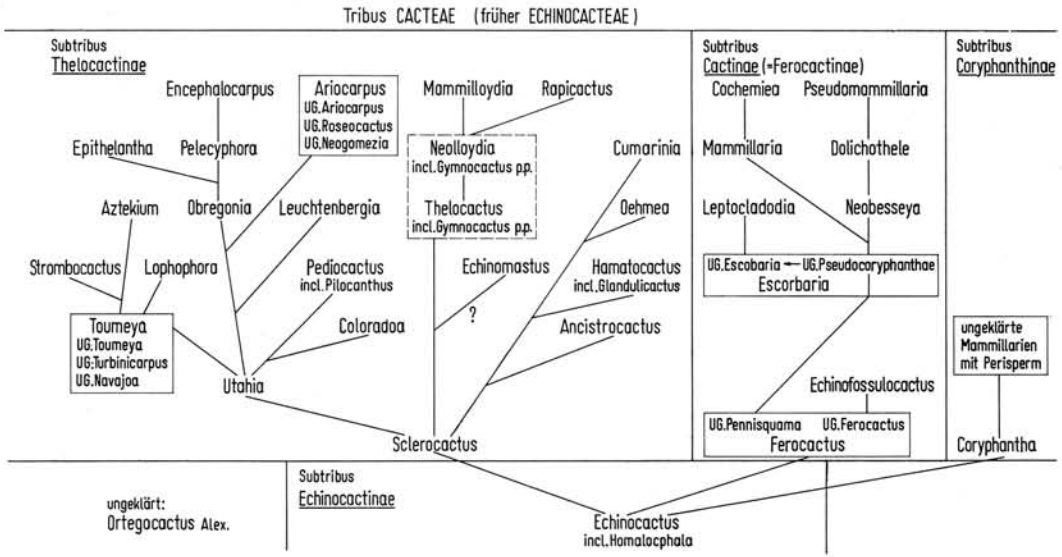 Tribus CACTEAE (früher ECHINOCACTEAE)
Subtribus
Thelocactinae
Encephalocarpus
Ariocarpus
UG.Ariocarpus
UG.Roseocactus
UG.Neogomezia
Mammilloydia
Rapicactus
Epithelantha
Pelecyphora
Neolloydia
incl.Gymnocactus p.p.
Cumarinia
Aztekium
Obregonia
Leuchtenbergia
Thelocactus
incl.Gymnocactus p.p.
Oehmea
Strombocactus
Lophophora
Pediocactus
incl.Pilocanthus
Echinomastus
Hamatocactus
incl.Glandulicactus
?
Toumeya
UG.Toumeya
UG.Turbinicarpus
UG.Navajoa
Coloradoa
Ancistrocactus
Utahia
Sclerocactus
Subtribus
Cactinae (=Ferocactinae)
Cochemiea
Pseudomammillaria
Mammillaria
Dolichothele
Leptocladodia
Neobesseya
UG.Escobaria
UG.Pseudocoryphanthae
Escorbaria
Echinofossulocactus
UG.Pennisquama
UG.Ferocactus
Ferocactus
Subtribus
Coryphanthinae
ungeklärte
Mammillarien
mit Perisperm
Coryphantha
ungeklärt:
Ortegocactus Alex.
Subtribus
Echinocactinae
Echinocactus
incl.Homalocphala